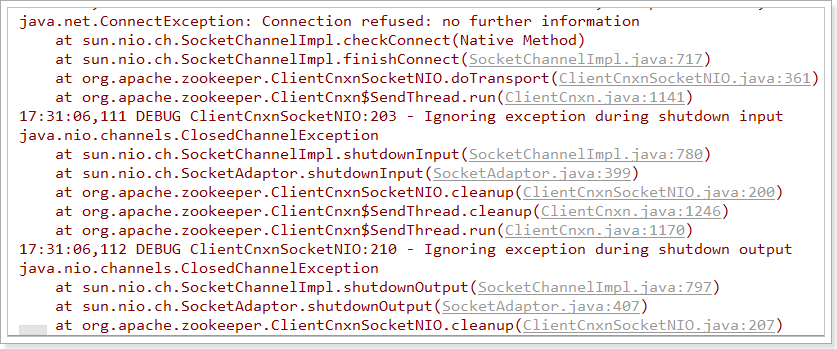 java.net.ConnectException: Connection refused: no further information
at sun.nio.ch.SocketChannelImpl.checkConnect(Native Method)
at sun.nio.ch.SocketChannelImpl.finishConnect(SocketChannelImpl.java:717)
at org.apache.zookeeper.ClientCnxnSocketNIO.doTransport(ClientCnxnSocketNIO.java:361)
at org.apache.zookeeper.ClientCnxn$SendThread.run(ClientCnxn.java:1141)
17:31:06,111 DEBUG ClientCnxnSocketNIO:203 - Ignoring exception during shutdown input
java.nio.channels.ClosedChannelException
at sun.nio.ch.SocketChannelImpl.shutdownInput(SocketChannelImpl.java:780)
at sun.nio.ch.SocketAdaptor.shutdownInput(SocketAdaptor.java:399)
at org.apache.zookeeper.ClientCnxnSocketNIO.cleanup(ClientCnxnSocketNIO.java:200)
at org.apache.zookeeper.ClientCnxn$SendThread.cleanup(ClientCnxn.java:1246)
at org.apache.zookeeper.ClientCnxn$SendThread.run(ClientCnxn.java:1170)
17:31:06,112 DEBUG ClientCnxnSocketNIO:210 - Ignoring exception during shutdown output
java.nio.channels.ClosedChannelException
at sun.nio.ch.SocketChannelImpl.shutdownOutput(SocketChannelImpl.java:797)
at sun.nio.ch.SocketAdaptor.shutdownOutput(SocketAdaptor.java:407)
at org.apache.zookeeper.ClientCnxnSocketNIO.cleanup(ClientCnxnSocketNIO.java:207)